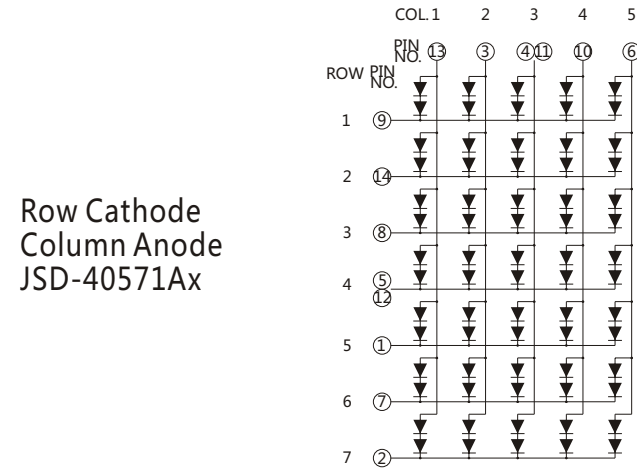 COL.1 2 3 4 5
PIN NO. 13 3 4 11 10 6
ROW PIN NO.
1 9
2 14
Row Cathode
3 8
Column Anode
JSD-40571Ax
4 5 12
5 1
6 7
7 2